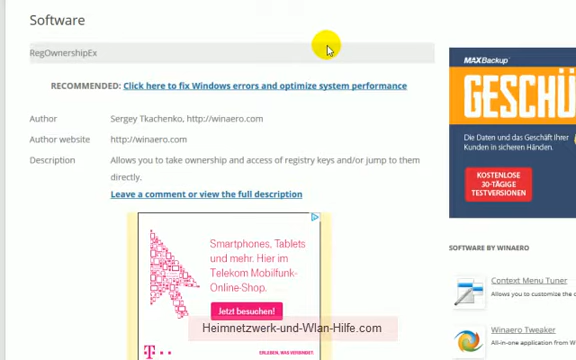 Software
RegOwnershipEx
RECOMMENDED: Click here to fix Windows errors and optimize system performance
Author Sergey Tkachenko, http://winaero.com
Author website http://winaero.com
Description Allows you to take ownership and access of registry keys and/or jump to them
directly.
Leave a comment or view the full description
Smartphones, Tablets
und mehr. Hier im
Telekom Mobilfunk-
Online-Shop.
Jetzt besuchen!
T
ERLEBEN, WAS VERBINDET.
Heimnetzwerk-und-Wlan-Hilfe.com
MAXBackup
GESCHÜ
Die Daten und das Geschäft Ihrer
Kunden in sicheren Händen.
KOSTENLOSE
30-TÄGIGE
TESTVERSIONEN
SOFTWARE BY WINAERO
Context Menu Tuner
Allows you to customize the c
Winaero Tweaker
All-in-one application from W